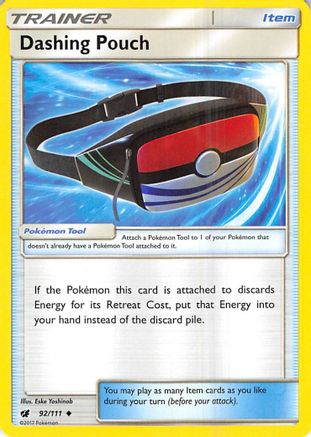 TRAINER Item
Dashing Pouch
Pokémon Tool
Attach a Pokémon Tool to 1 of your Pokémon that
doesn't already have a Pokémon Tool attached to it.
If the Pokémon this card is attached to discards
Energy for its Retreat Cost, put that Energy into
your hand instead of the discard pile.
Illus. Eske Yoshinob
92/111
©2017 Pokémon
You may play as many Item cards as you like
during your turn (before your attack).